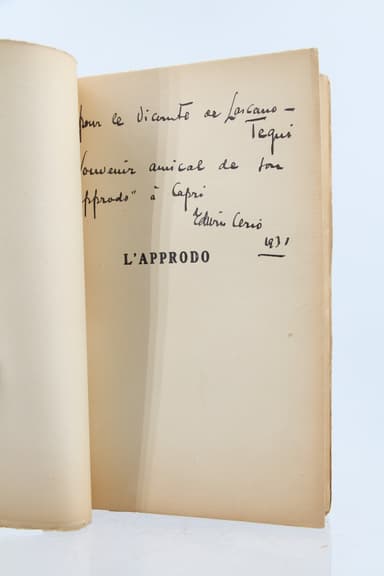 pour le Vicomte de Lascano-
Tegui
Souvenir amical de son
approdo" à Capri
Edwin Cerio
1931
L'APPRODO